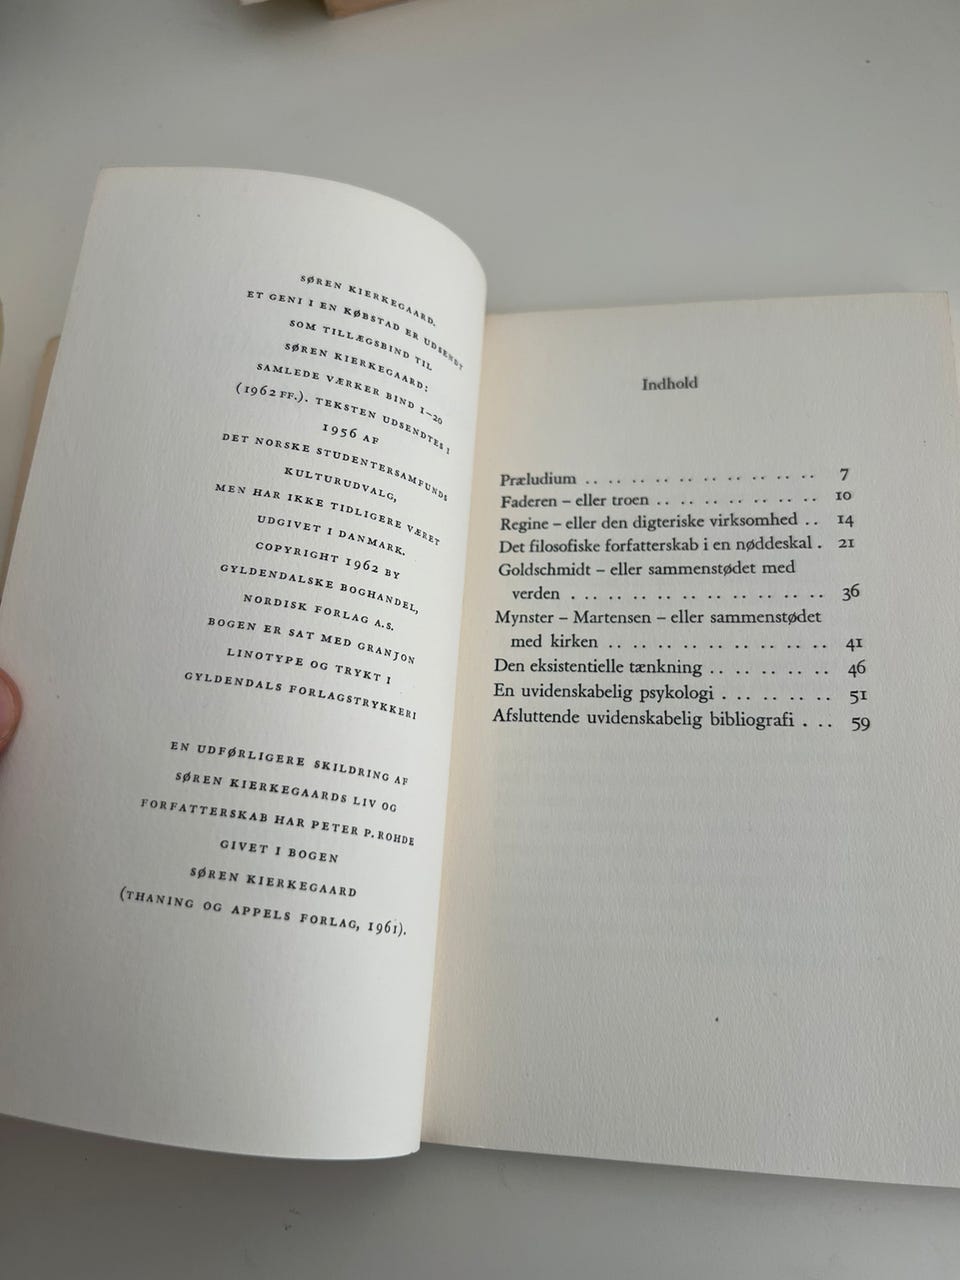 SØREN KIERKEGAARD.
ET GENI I EN KØBSTAD ER UDSENDT
SOM TILLÆGSBIND TIL
SØREN KIERKEGAARD:
SAMLEDE VÆRKER BIND 1–20
(1962 FF.). TEKSTEN UDSENDTES I
1956 AF
DET NORSKE STUDENTERSAMFUNDS
KULTURUDVALG,
MEN HAR IKKE TIDLIGERE VÆRET
UDGIVET I DANMARK.
COPYRIGHT 1962 BY
GYLDENDALSKE BOGHANDEL,
NORDISK FORLAG A.S.
BOGEN ER SAT MED GRANJON
LINOTYPE OG TRYKT I
GYLDENDALS FORLAGSTRYKKERI
EN UDFØRLIGERE SKILDRING AF
SØREN KIERKEGAARDS LIV OG
FORFATTERSKAB HAR PETER P. ROHDE
GIVET I BOGEN
SØREN KIERKEGAARD
(THANING OG APPELS FORLAG, 1961).
Indhold
Præludium .. .. .. .. .. .. .. .. .. .. 7
Faderen – eller troen .. .. .. .. .. .. .. 10
Regine – eller den digteriske virksomhed .. 14
Det filosofiske forfatterskab i en nøddeskal . 21
Goldschmidt – eller sammenstødet med
verden .. .. .. .. .. .. .. .. .. .. 36
Mynster – Martensen – eller sammenstødet
med kirken .. .. .. .. .. .. .. .. .. 41
Den eksistentielle tænkning .. .. .. .. .. 46
En uvidenskabelig psykologi . .. .. .. .. 51
Afsluttende uvidenskabelig bibliografi . .. 59